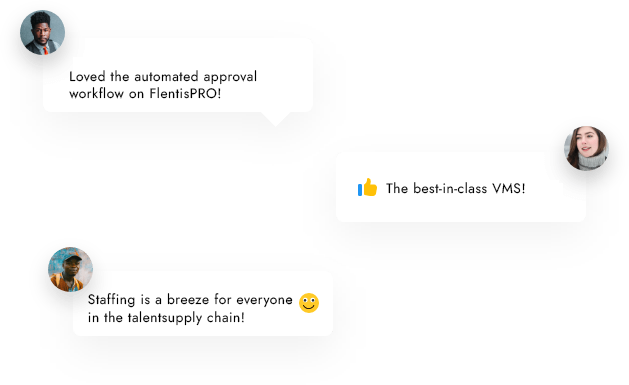 Loved the automated approval
workflow on FlentisPRO!
The best-in-class VMS!
Staffing is a breeze for everyone
in the talentsupply chain!